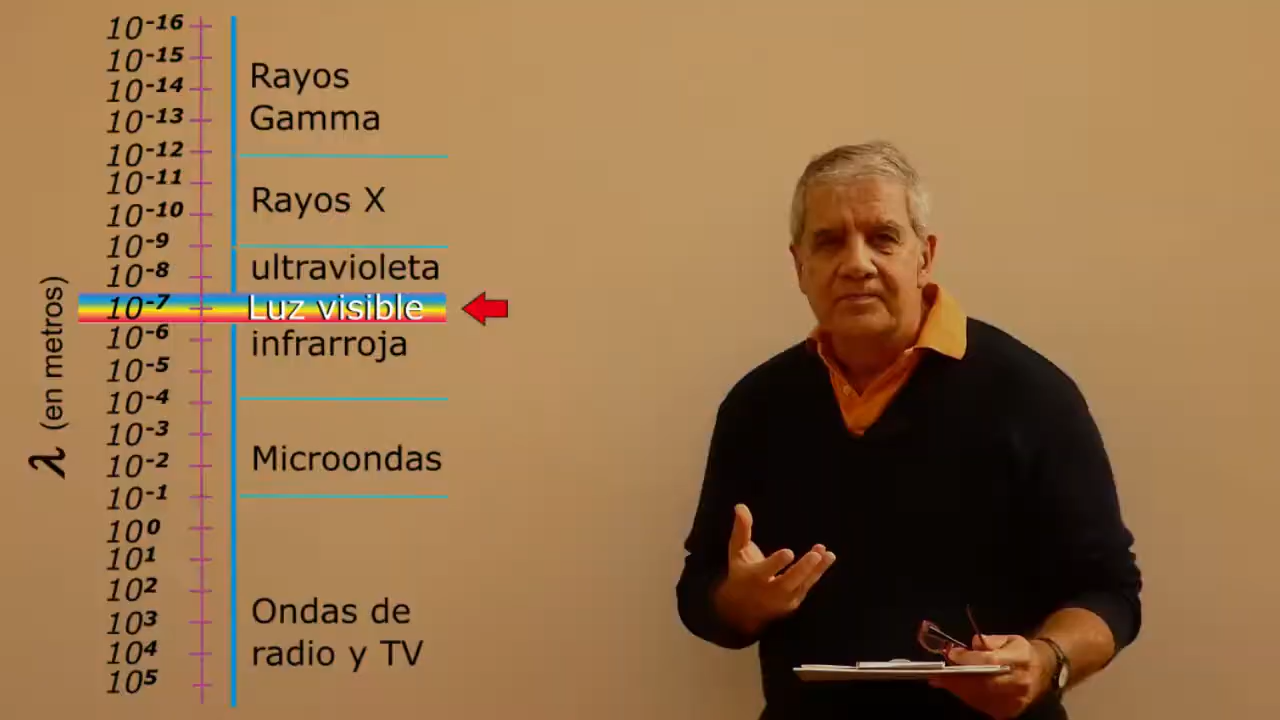 10⁻¹⁶
10⁻¹⁵
Rayos
10⁻¹⁴
Gamma
10⁻¹³
10⁻¹²
10⁻¹¹
Rayos X
10⁻¹⁰
10⁻⁹
ultravioleta
10⁻⁸
10⁻⁷ Luz visible
10⁻⁶
infrarroja
10⁻⁵
10⁻⁴
10⁻³
Microondas
10⁻²
10⁻¹
10⁰
10¹
10²
Ondas de
10³
radio y TV
10⁴
10⁵
λ (en metros)